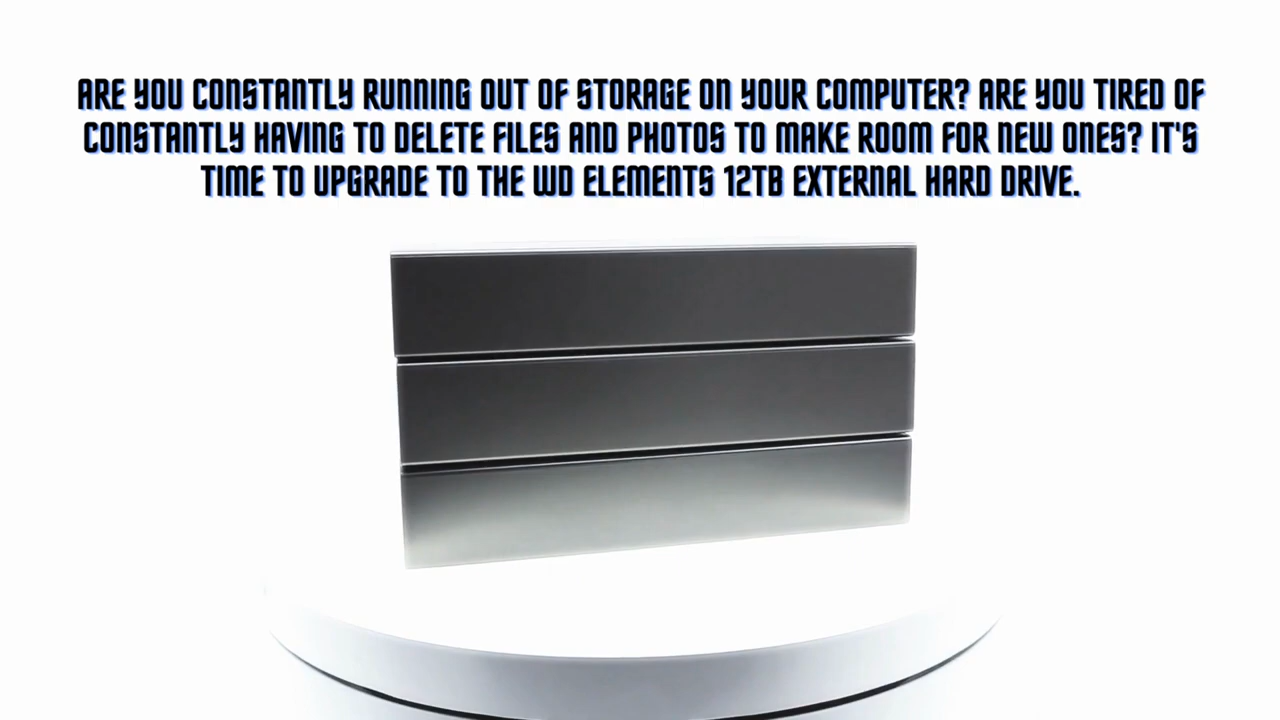 ARE YOU CONSTANTLY RUNNING OUT OF STORAGE ON YOUR COMPUTER? ARE YOU TIRED OF
CONSTANTLY HAVING TO DELETE FILES AND PHOTOS TO MAKE ROOM FOR NEW ONES? IT'S
TIME TO UPGRADE TO THE WD ELEMENTS 12TB EXTERNAL HARD DRIVE.